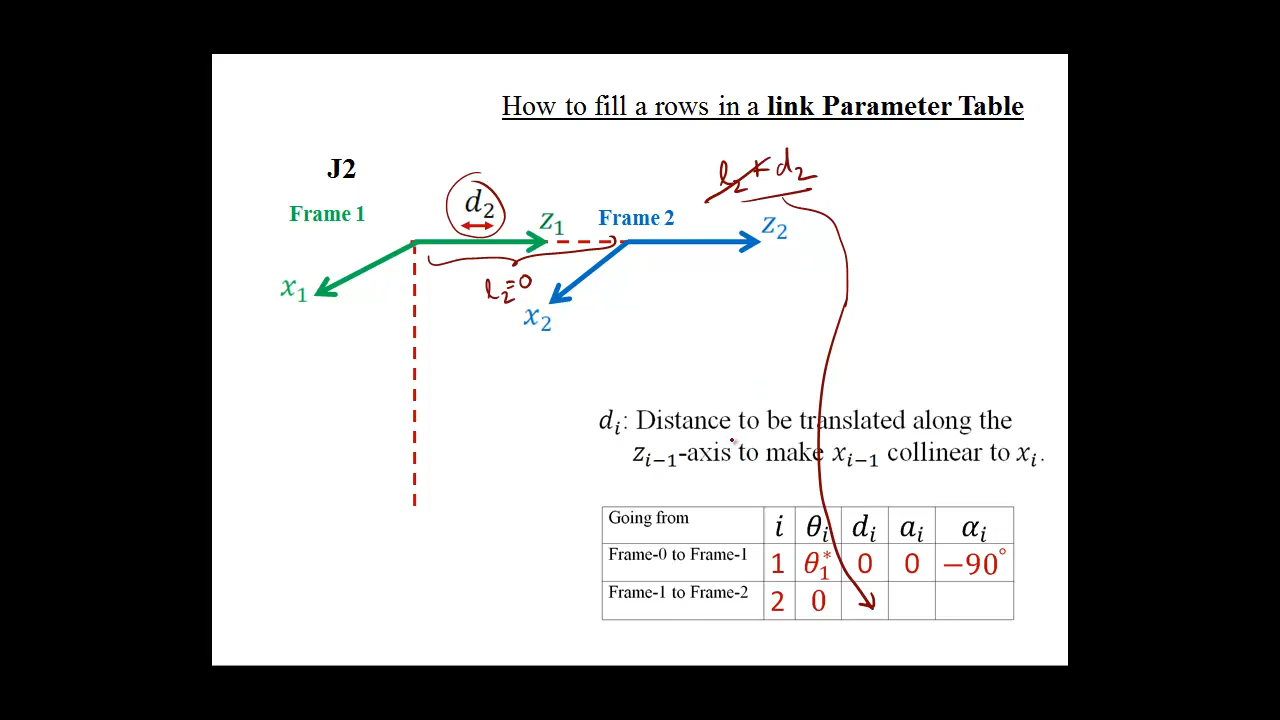 How to fill a rows in a link Parameter Table
l₂ + d₂
J2
Frame 1
d₂
z₁
Frame 2
z₂
x₁
l₂=0
x₂
dᵢ: Distance to be translated along the
zᵢ₋₁-axis to make xᵢ₋₁ collinear to xᵢ.
Going from i θᵢ dᵢ aᵢ αᵢ
Frame-0 to Frame-1 1 θ₁* 0 0 −90°
Frame-1 to Frame-2 2 0